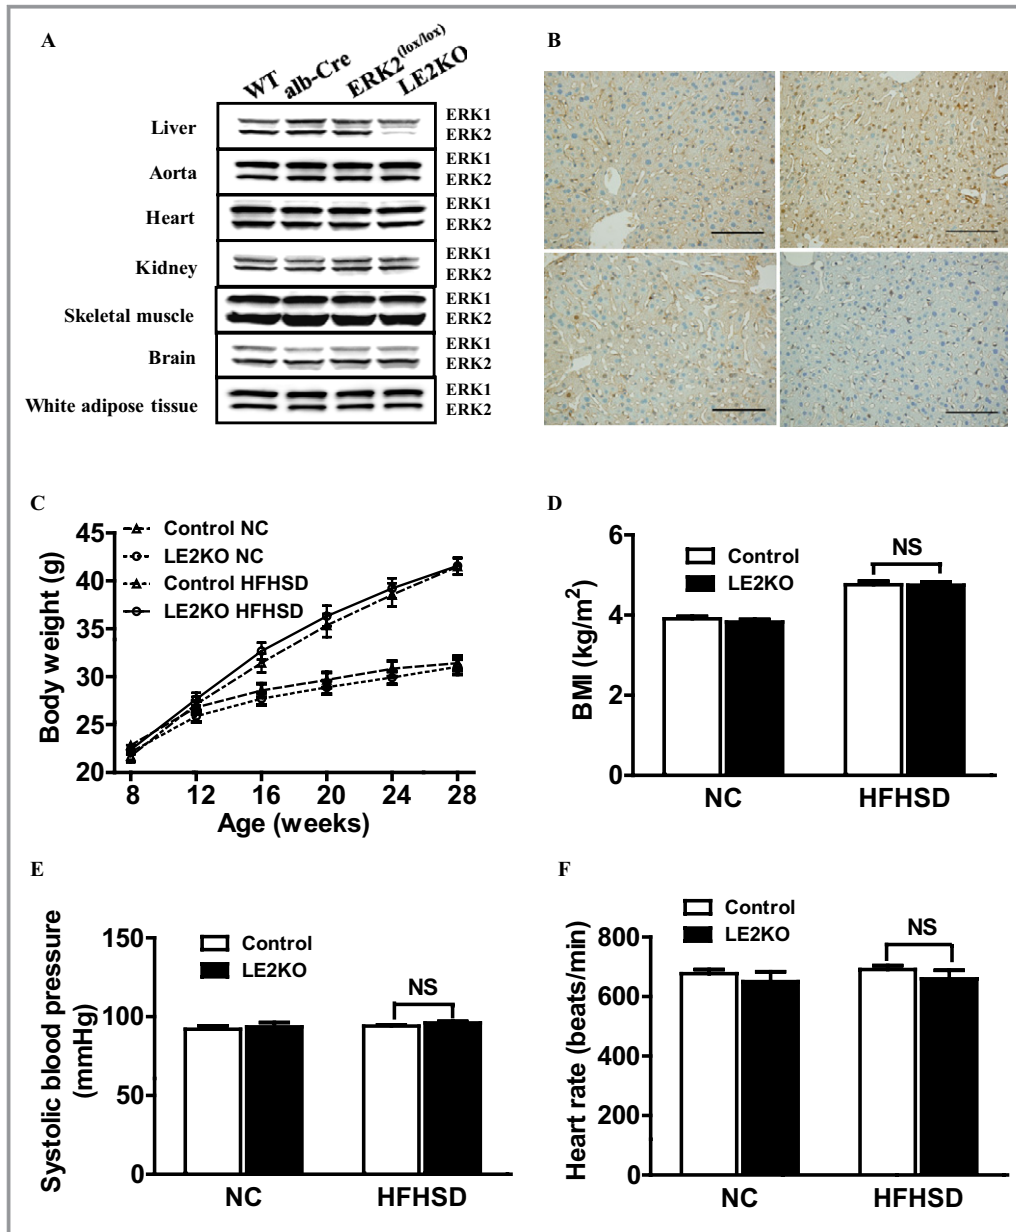 A
WT alb-Cre ERK2(lox/lox) LE2KO
Liver ERK1
ERK2
Aorta ERK1
ERK2
Heart ERK1
ERK2
Kidney ERK1
ERK2
Skeletal muscle ERK1
ERK2
Brain ERK1
ERK2
White adipose tissue ERK1
ERK2
B
C
Control NC
LE2KO NC
Control HFHSD
LE2KO HFHSD
Body weight (g)
45
40
35
30
25
20
8 12 16 20 24 28
Age (weeks)
D
Control
LE2KO
NS
BMI (kg/m²)
6
4
2
0
NC HFHSD
E
Control
LE2KO
NS
Systolic blood pressure
(mmHg)
150
100
50
0
NC HFHSD
F
Control
LE2KO
NS
Heart rate (beats/min)
800
600
400
200
0
NC HFHSD